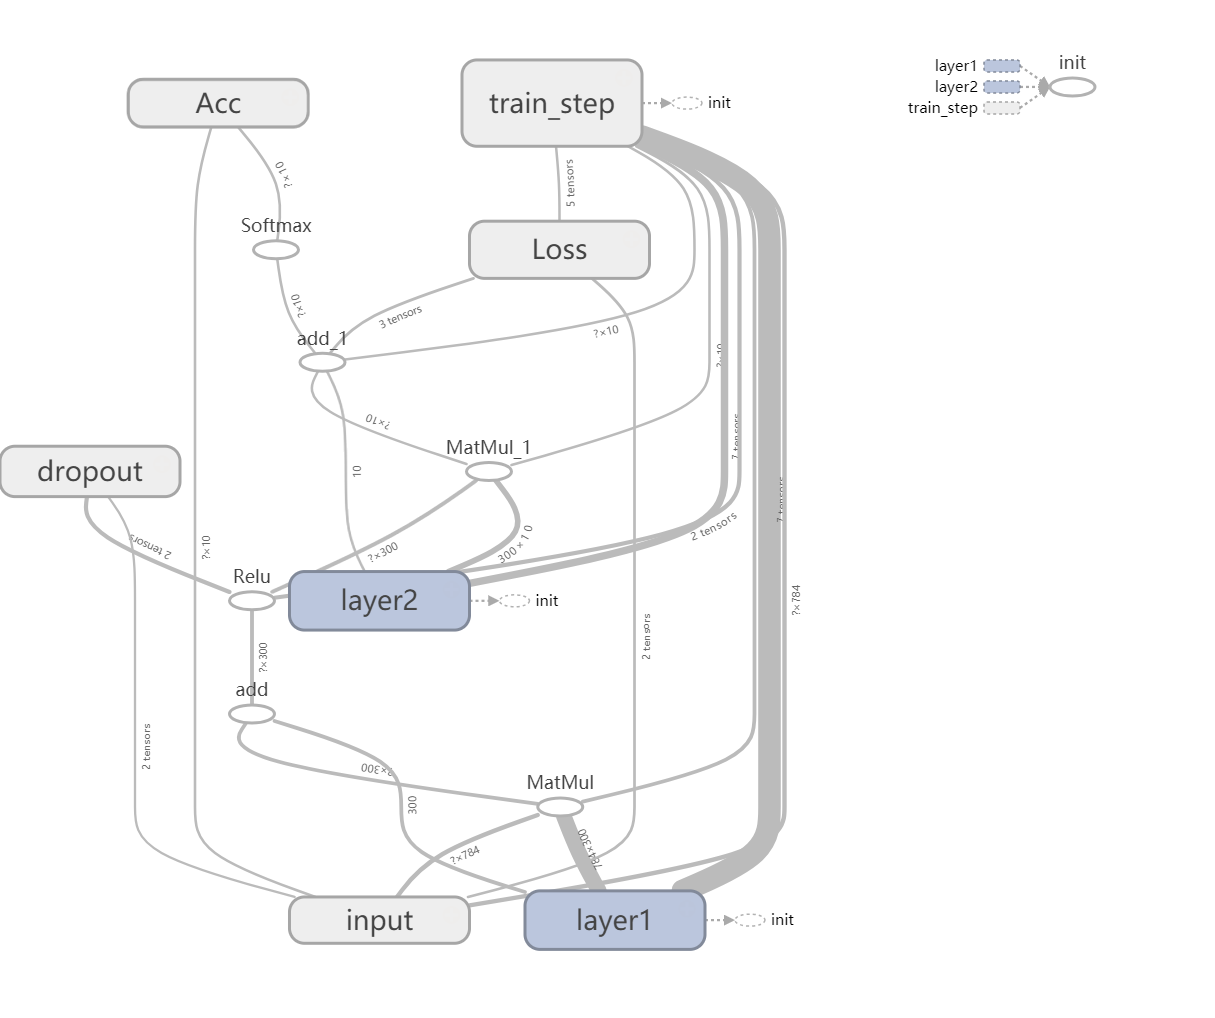 layer1
layer2
train_step
init
Acc
train_step
init
?×10
5 tensors
Softmax
Loss
?×10
3 tensors
?×10
add_1
?×10
?×10
MatMul_1
7 tensors
dropout
10
2 tensors
?×10
?×300
300×10
2 tensors
7 tensors
Relu
layer2
init
?×784
?×300
2 tensors
add
2 tensors
?×300
MatMul
300
?×784
784×300
input
layer1
init